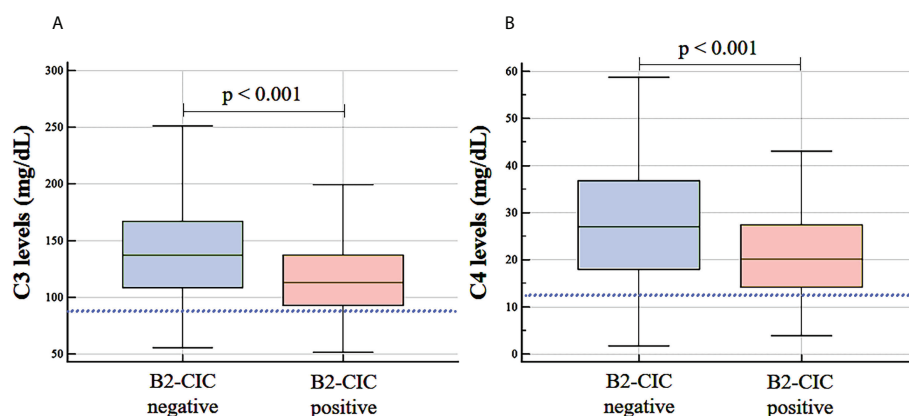 A
p < 0.001
C3 levels (mg/dL)
300
250
200
150
100
50
B2-CIC
negative
B2-CIC
positive
B
p < 0.001
C4 levels (mg/dL)
60
50
40
30
20
10
0
B2-CIC
negative
B2-CIC
positive